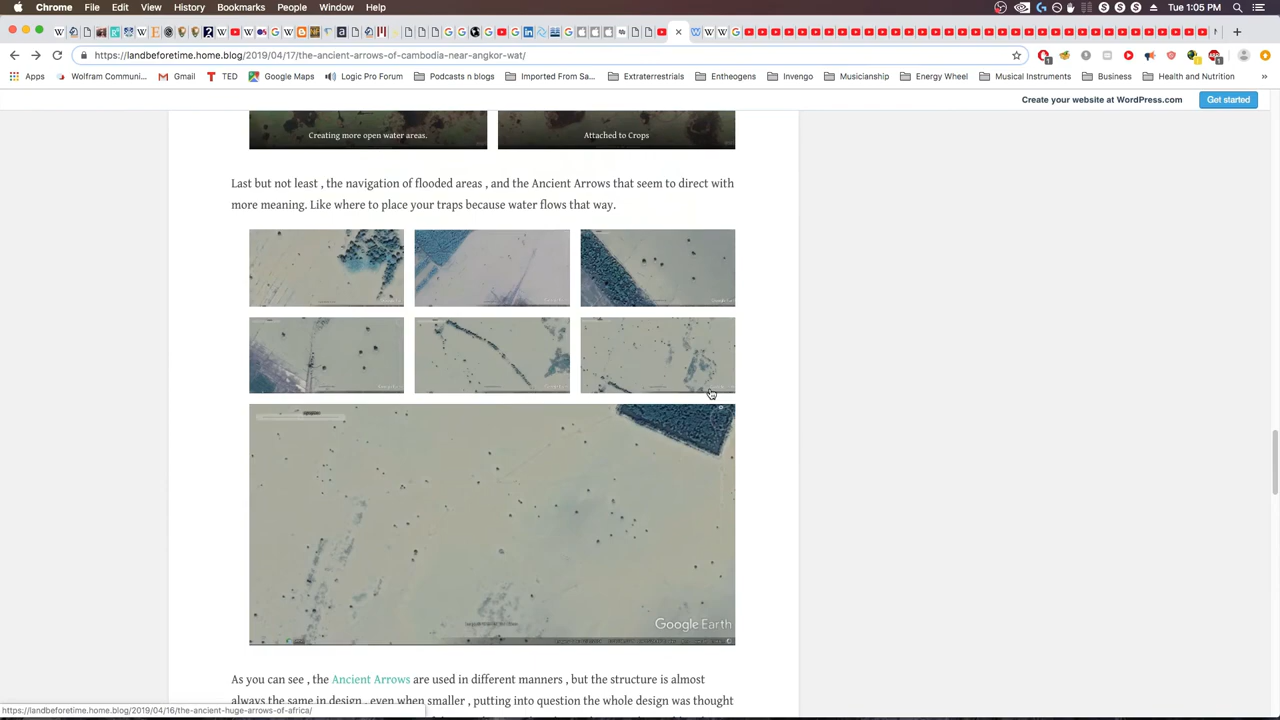 Chrome File Edit View History Bookmarks People Window Help Tue 1:05 PM
https://landbeforetime.home.blog/2019/04/17/the-ancient-arrows-of-cambodia-near-angkor-wat/
Apps Wolfram Communi... Gmail TED Google Maps Logic Pro Forum Podcasts n blogs Imported From Sa... Extraterrestrials Entheogens Invengo Musicianship Energy Wheel Musical Instruments Business Health and Nutrition »
Create your website at WordPress.com Get started
Creating more open water areas. Attached to Crops
Last but not least , the navigation of flooded areas , and the Ancient Arrows that seem to direct with
more meaning. Like where to place your traps because water flows that way.
Google Earth
As you can see , the Ancient Arrows are used in different manners , but the structure is almost
always the same in design , even when smaller , putting into question the whole design was thought
https://landbeforetime.home.blog/2019/04/16/the-ancient-huge-arrows-of-africa/